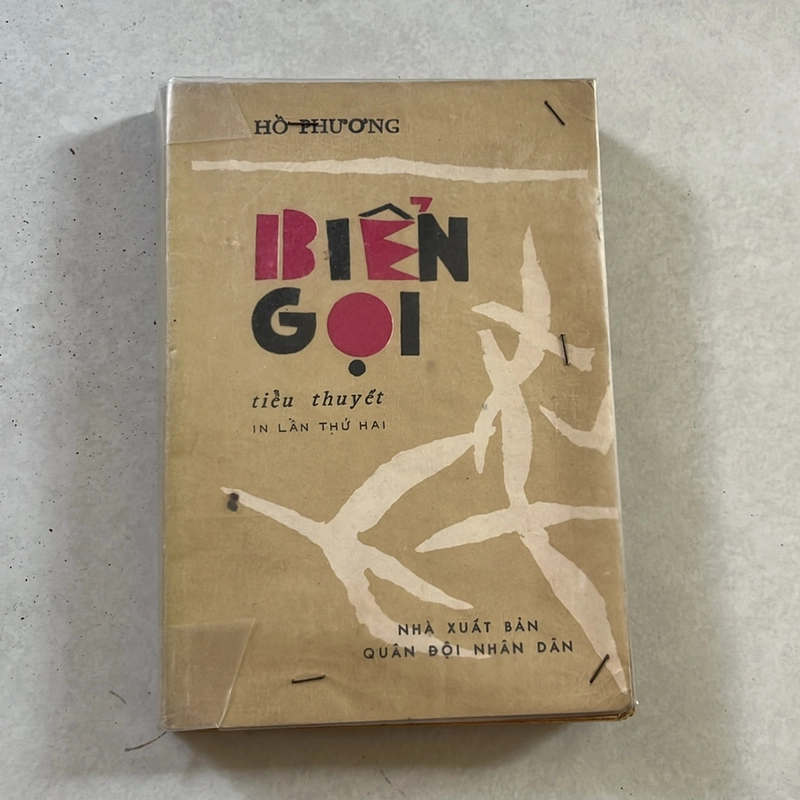 HỒ PHƯƠNG
BIỂN
GỌI
tiểu thuyết
IN LẦN THỨ HAI
NHÀ XUẤT BẢN
QUÂN ĐỘI NHÂN DÂN